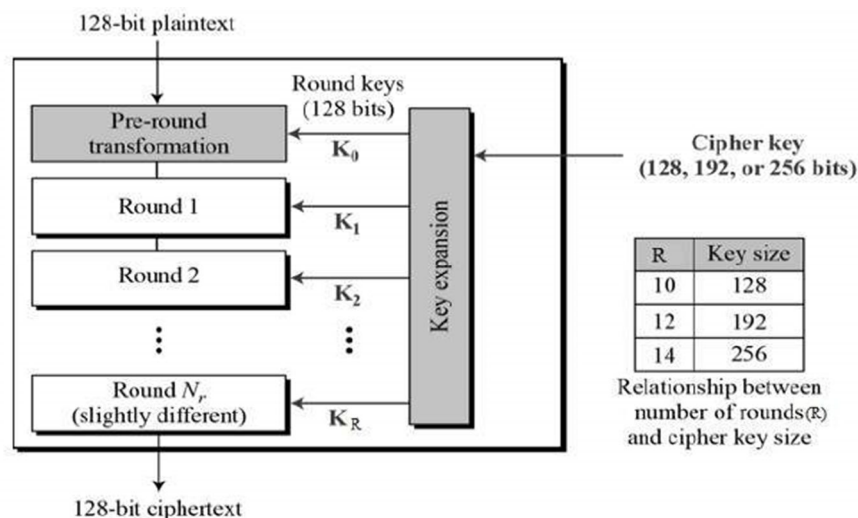 128-bit plaintext
Round keys
(128 bits)
Pre-round
transformation
K0
Cipher key
(128, 192, or 256 bits)
Round 1
K1
Round 2
K2
Key expansion
R Key size
10 128
12 192
14 256
Round Nr
(slightly different)
KR
Relationship between
number of rounds(R)
and cipher key size
128-bit ciphertext